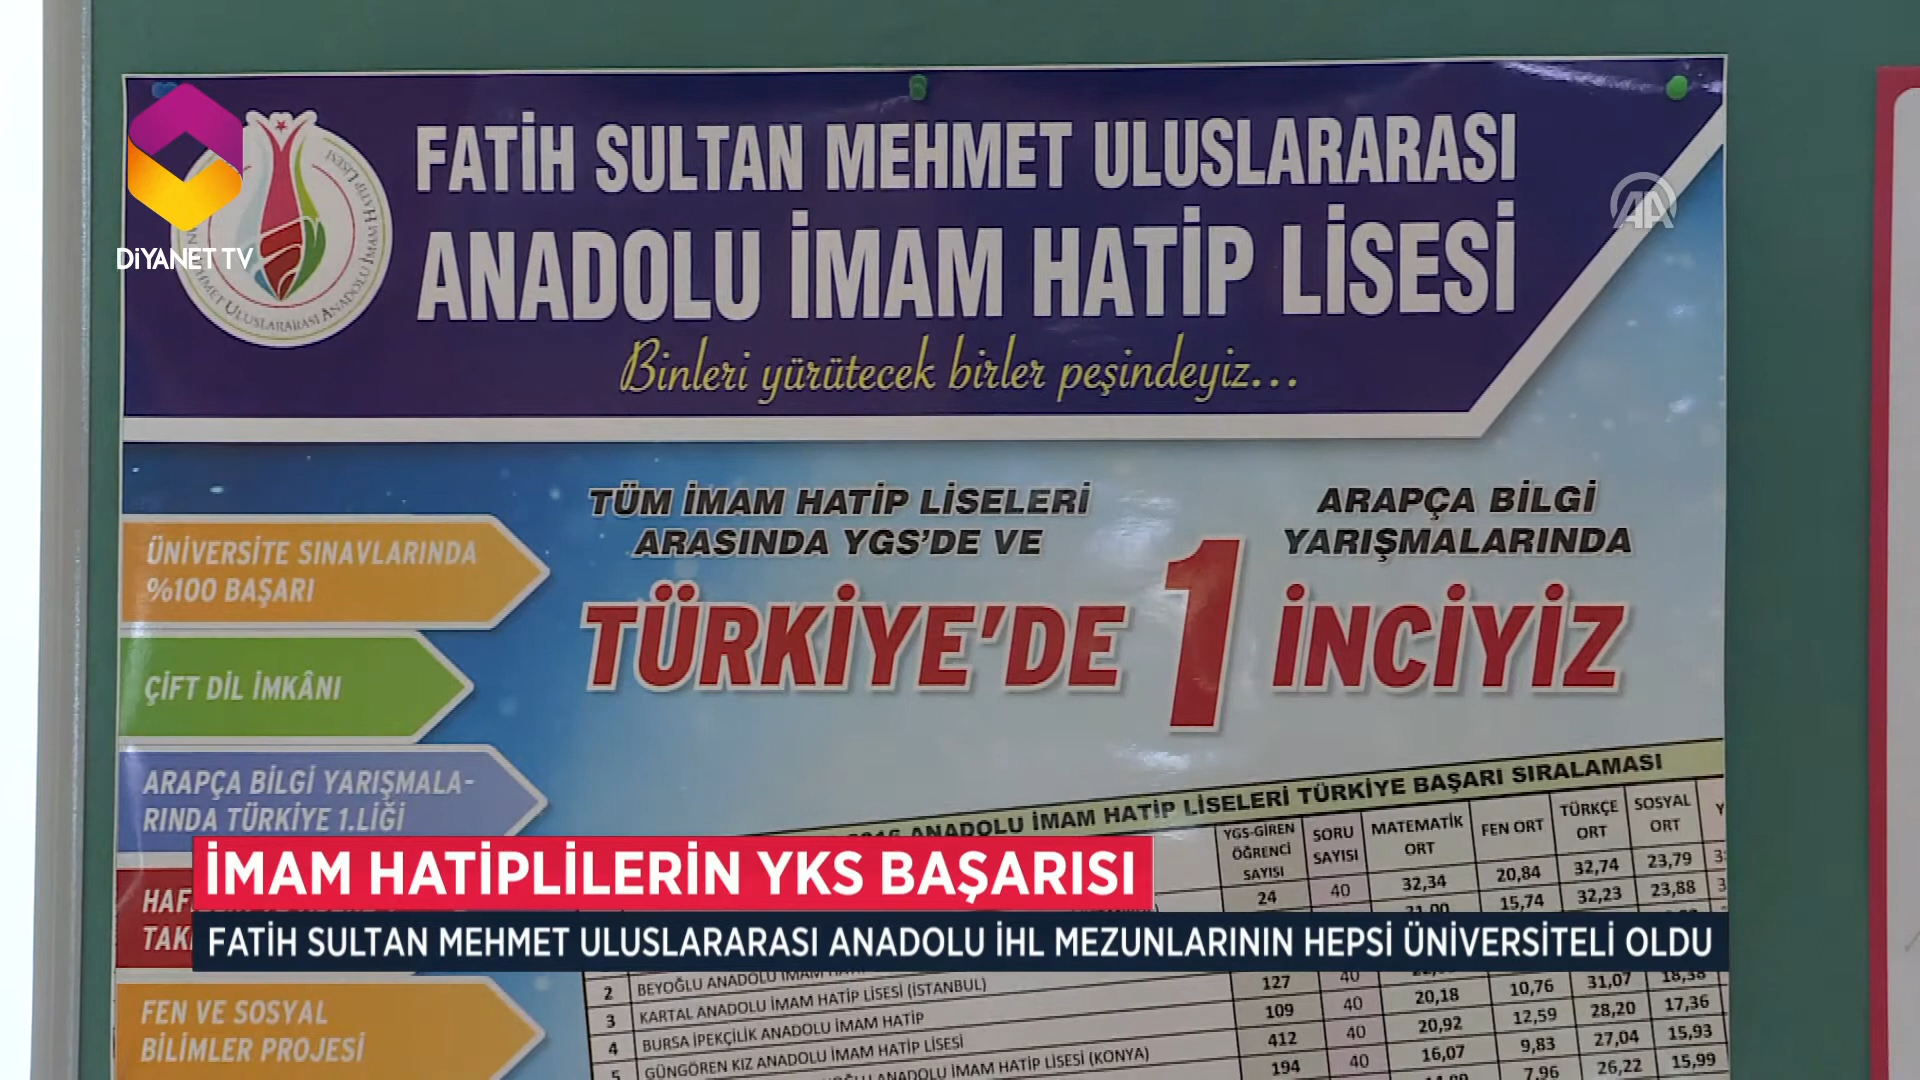 FATİH SULTAN MEHMET ULUSLARARASI
ANADOLU İMAM HATİP LİSESİ
Binleri yürütecek birler peşindeyiz...
DİYANET TV
AA
TÜM İMAM HATİP LİSELERİ
ARASINDA YGS'DE VE
ARAPÇA BİLGİ
YARIŞMALARINDA
TÜRKİYE'DE 1 İNCİYİZ
ÜNİVERSİTE SINAVLARINDA
%100 BAŞARI
ÇİFT DİL İMKÂNI
ARAPÇA BİLGİ YARIŞMALA-
RINDA TÜRKİYE 1.LİĞİ
FEN VE SOSYAL
BİLİMLER PROJESİ
ANADOLU İMAM HATİP LİSELERİ TÜRKİYE BAŞARI SIRALAMASI
YGS-GİREN ÖĞRENCİ SAYISI SORU SAYISI MATEMATİK ORT FEN ORT TÜRKÇE ORT SOSYAL ORT
24 40 32,34 20,84 32,74 23,79
15,74 32,23 23,88
İMAM HATİPLİLERİN YKS BAŞARISI
FATİH SULTAN MEHMET ULUSLARARASI ANADOLU İHL MEZUNLARININ HEPSİ ÜNİVERSİTELİ OLDU
2 BEYOĞLU ANADOLU İMAM 127 40 10,76 31,07 18,38
3 KARTAL ANADOLU İMAM HATİP LİSESİ (İSTANBUL) 109 40 20,18 12,59 28,20 17,36
4 BURSA İPEKÇİLİK ANADOLU İMAM HATİP 412 40 20,92 9,83 27,04 15,93
5 GÜNGÖREN KIZ ANADOLU İMAM HATİP LİSESİ 194 40 16,07 7,96 26,22 15,99
ANADOLU İMAM HATİP LİSESİ (KONYA)